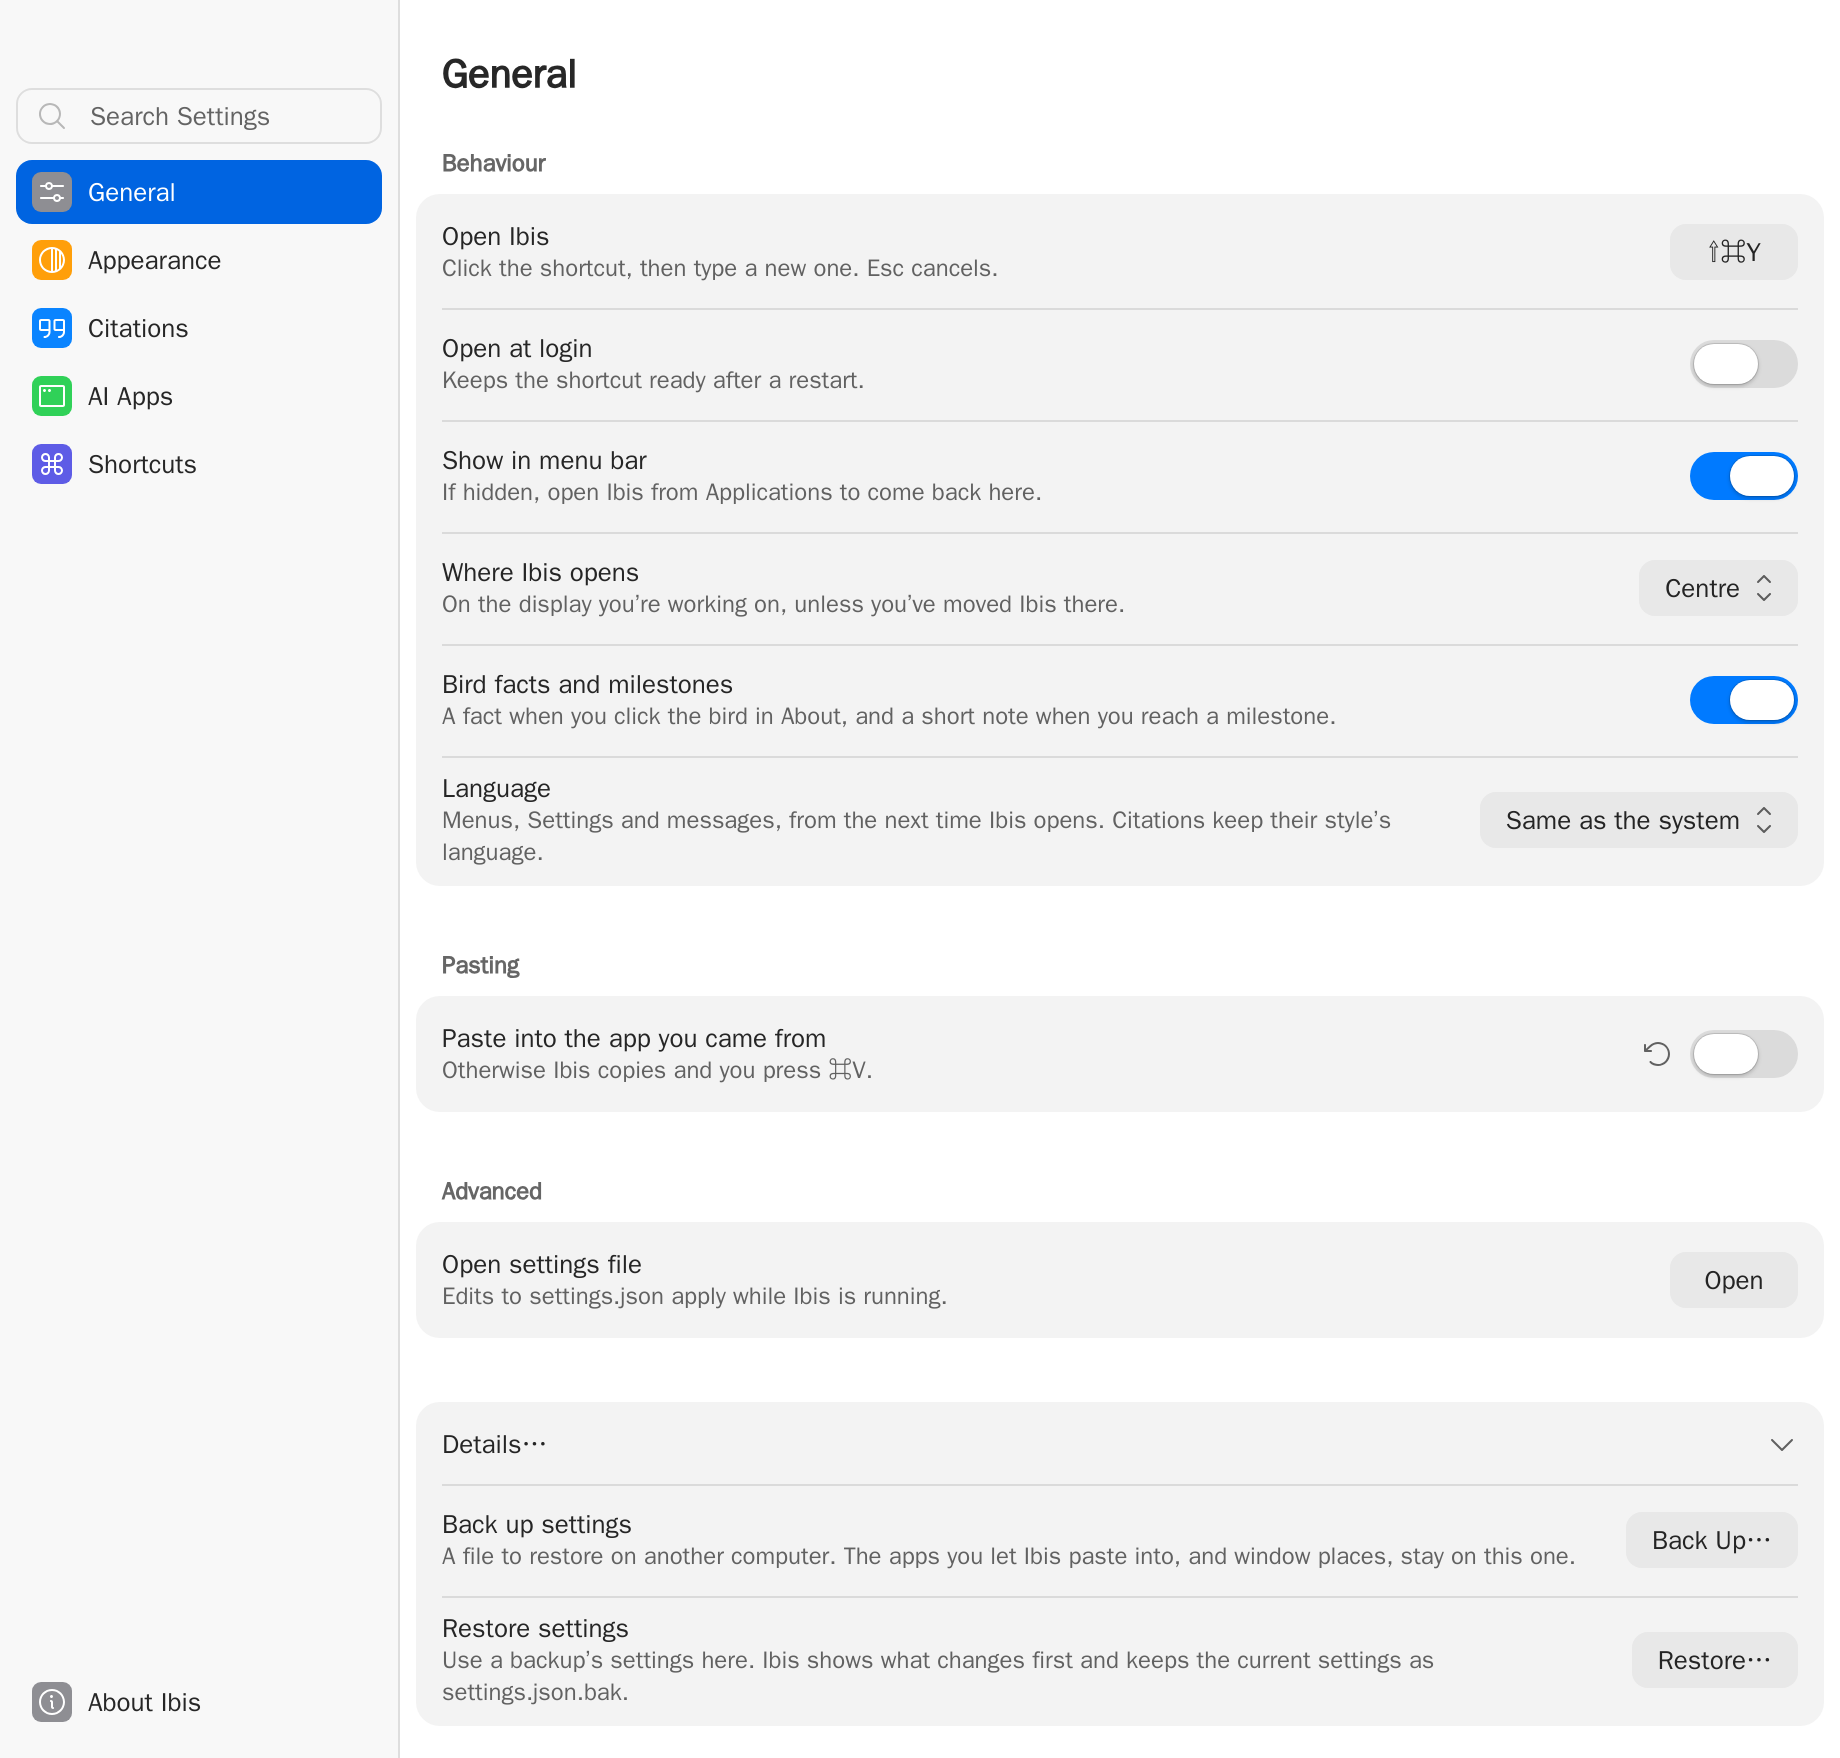 Search Settings
General
Appearance
Citations
AI Apps
Shortcuts
About Ibis
General
Behaviour
Open Ibis
Click the shortcut, then type a new one. Esc cancels.
⇧⌘Y
Open at login
Keeps the shortcut ready after a restart.
Show in menu bar
If hidden, open Ibis from Applications to come back here.
Where Ibis opens
On the display you’re working on, unless you’ve moved Ibis there.
Centre
Bird facts and milestones
A fact when you click the bird in About, and a short note when you reach a milestone.
Language
Menus, Settings and messages, from the next time Ibis opens. Citations keep their style’s
language.
Same as the system
Pasting
Paste into the app you came from
Otherwise Ibis copies and you press ⌘V.
Advanced
Open settings file
Edits to settings.json apply while Ibis is running.
Open
Details…
Back up settings
A file to restore on another computer. The apps you let Ibis paste into, and window places, stay on this one.
Back Up…
Restore settings
Use a backup’s settings here. Ibis shows what changes first and keeps the current settings as
settings.json.bak.
Restore…